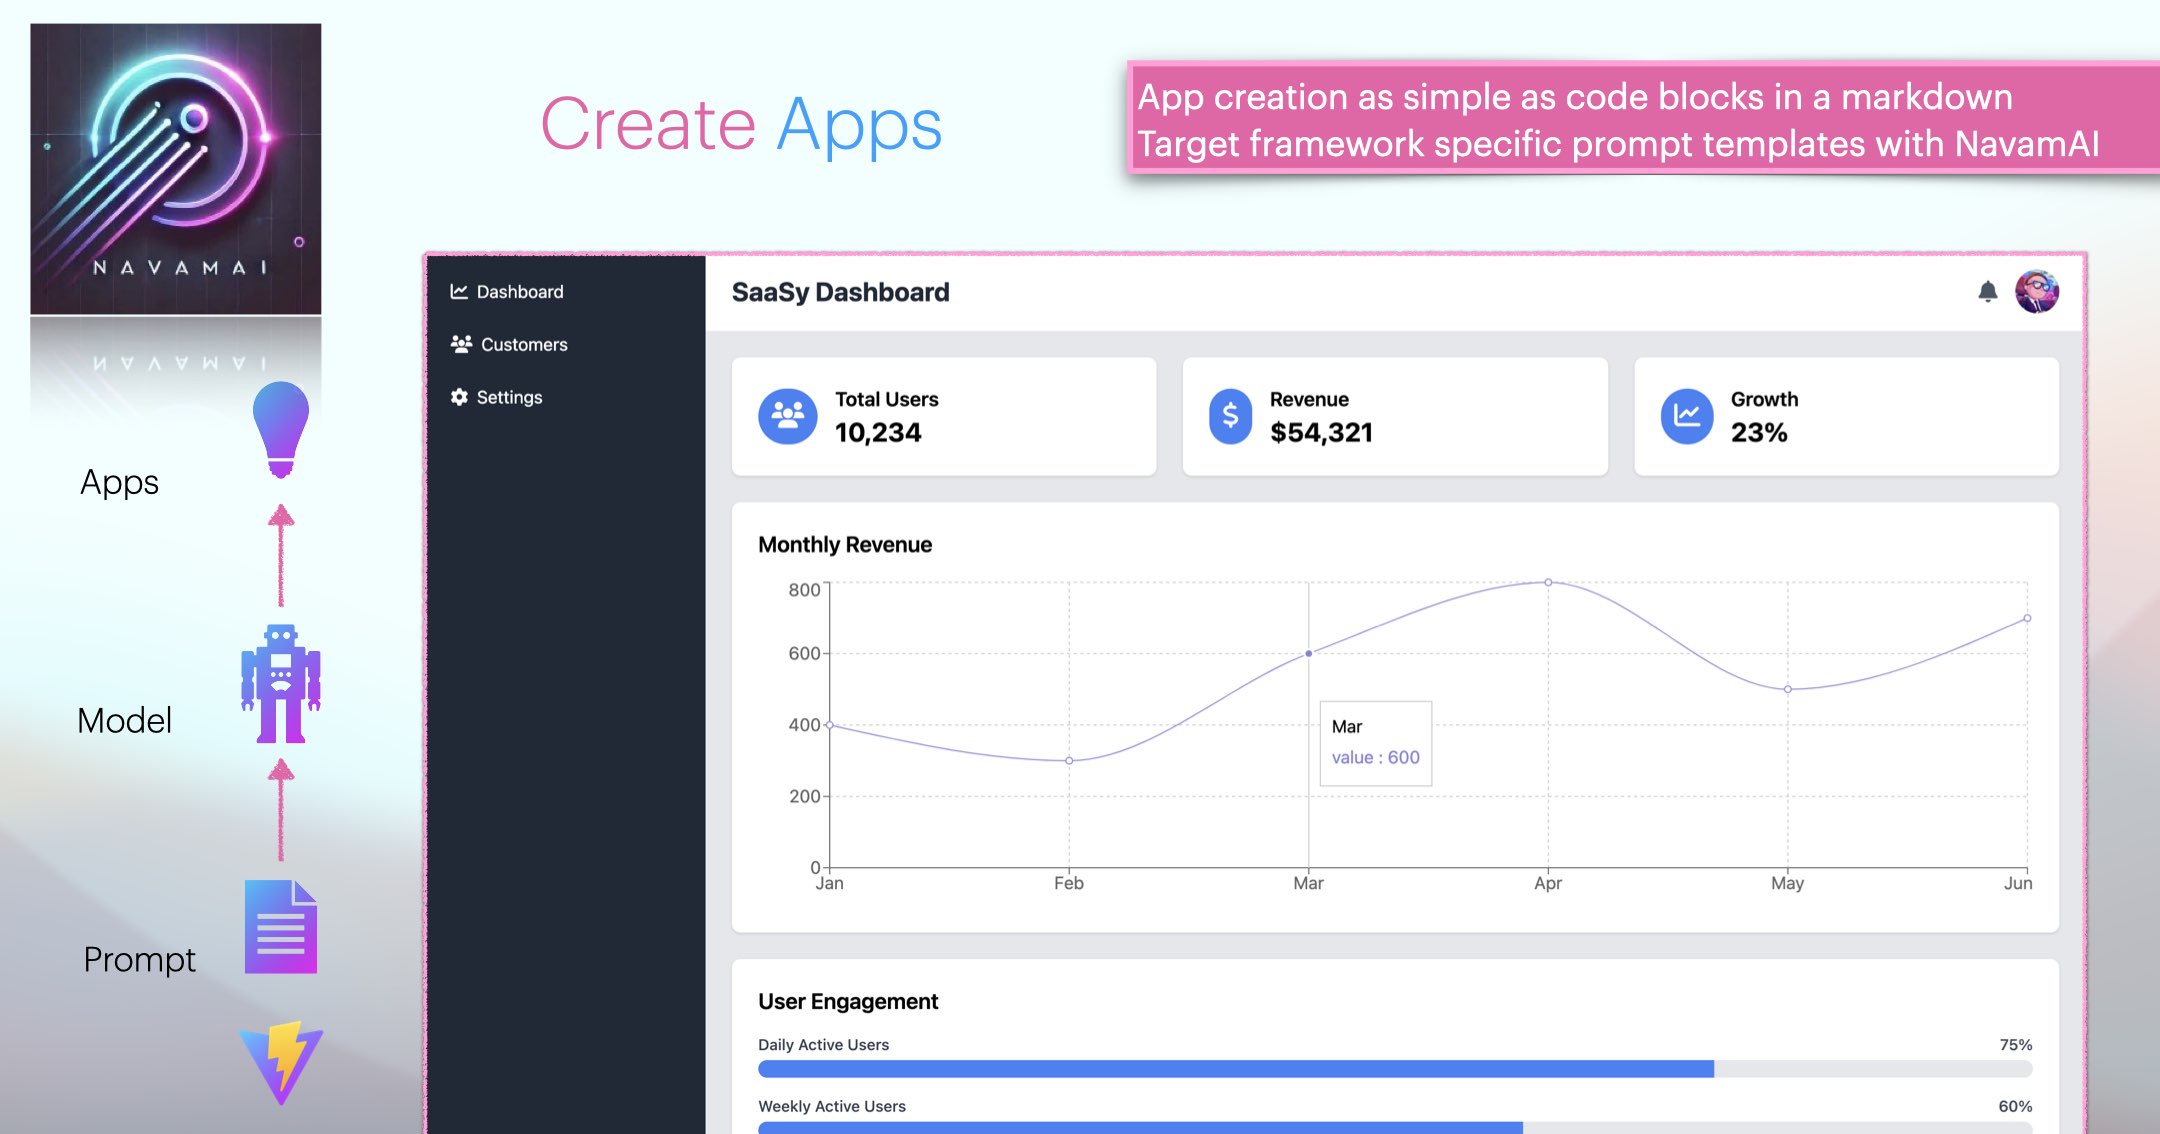 NAVAMAI
Create Apps
App creation as simple as code blocks in a markdown
Target framework specific prompt templates with NavamAI
Apps
Model
Prompt
Dashboard
Customers
Settings
SaaSy Dashboard
Total Users
10,234
Revenue
$54,321
Growth
23%
Monthly Revenue
800
600
400
200
0
Jan Feb Mar Apr May Jun
Mar
value : 600
User Engagement
Daily Active Users 75%
Weekly Active Users 60%